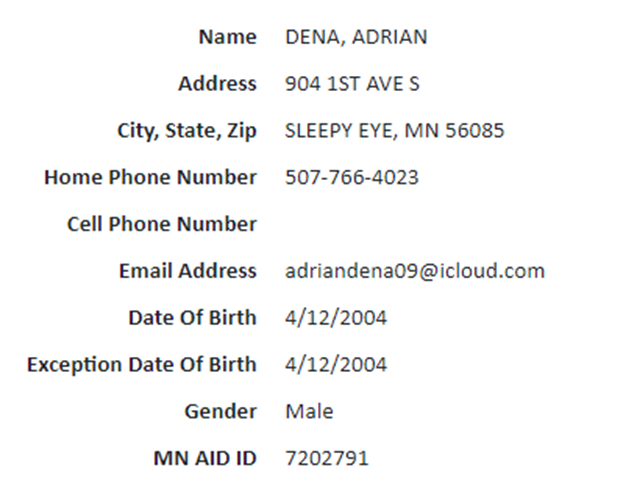 Name DENA, ADRIAN
Address 904 1ST AVE S
City, State, Zip SLEEPY EYE, MN 56085
Home Phone Number 507-766-4023
Cell Phone Number
Email Address adriandena09@icloud.com
Date Of Birth 4/12/2004
Exception Date Of Birth 4/12/2004
Gender Male
MN AID ID 7202791